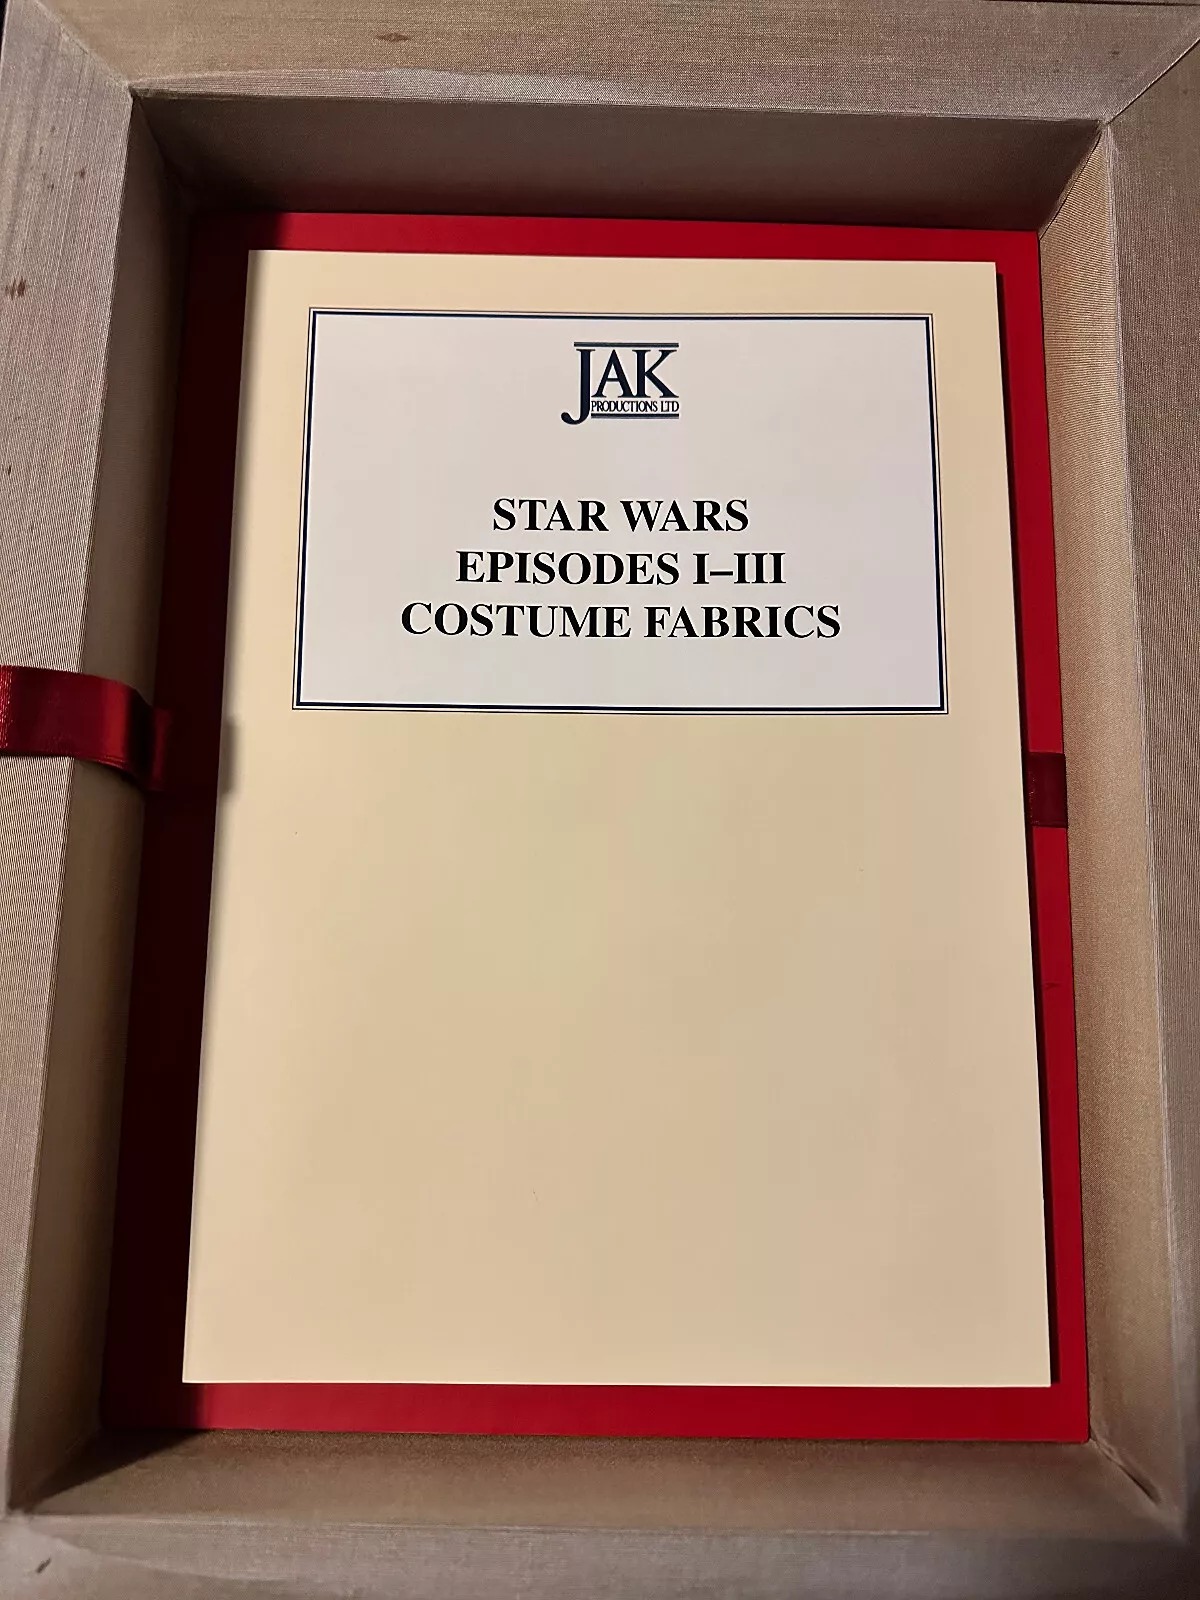 JAK
PRODUCTIONS LTD
STAR WARS
EPISODES I–III
COSTUME FABRICS